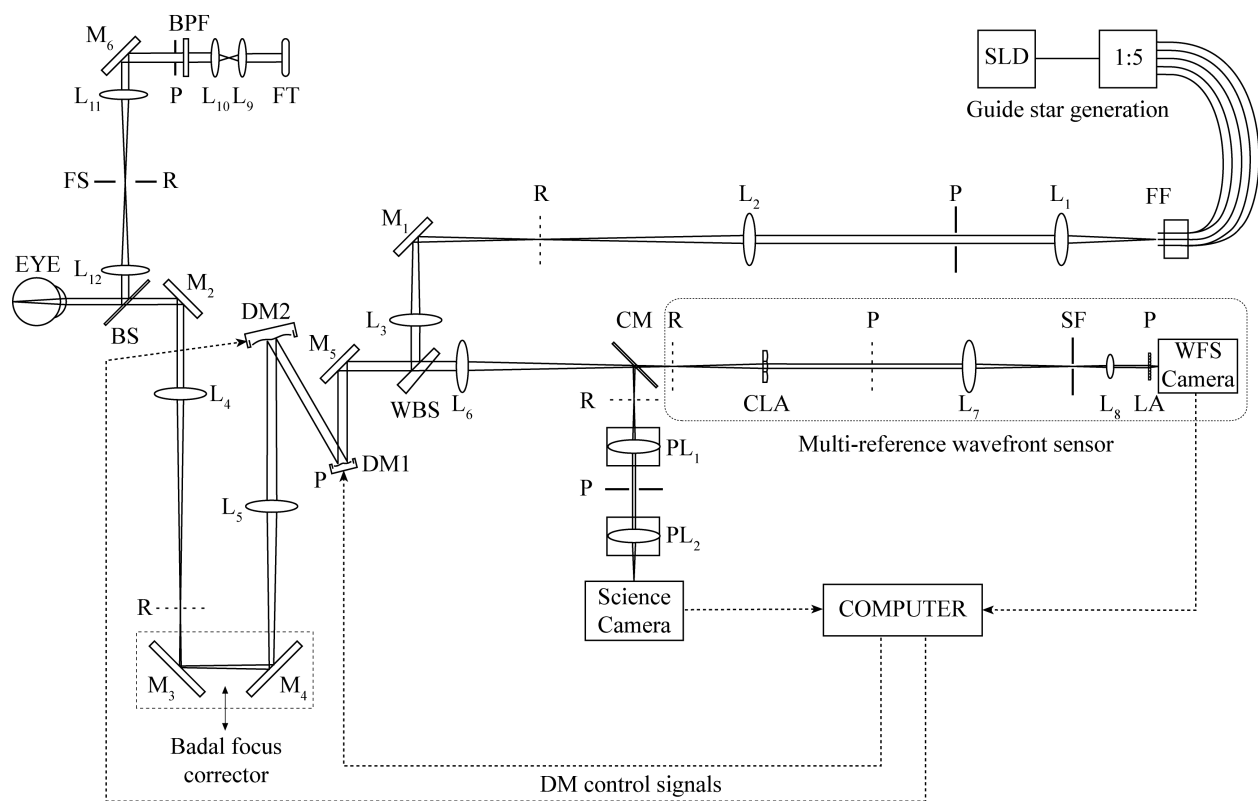 M₆
BPF
L₁₁
P
L₁₀
L₉
FT
SLD
1:5
Guide star generation
FS
R
M₁
R
L₂
P
L₁
FF
EYE
L₁₂
M₂
BS
DM2
M₅
L₃
WBS
L₆
CM
R
P
SF
P
WFS
Camera
CLA
L₇
L₈
LA
Multi-reference wavefront sensor
L₄
R
PL₁
P
DM1
P
L₅
PL₂
R
Science
Camera
COMPUTER
M₃
M₄
Badal focus
corrector
DM control signals